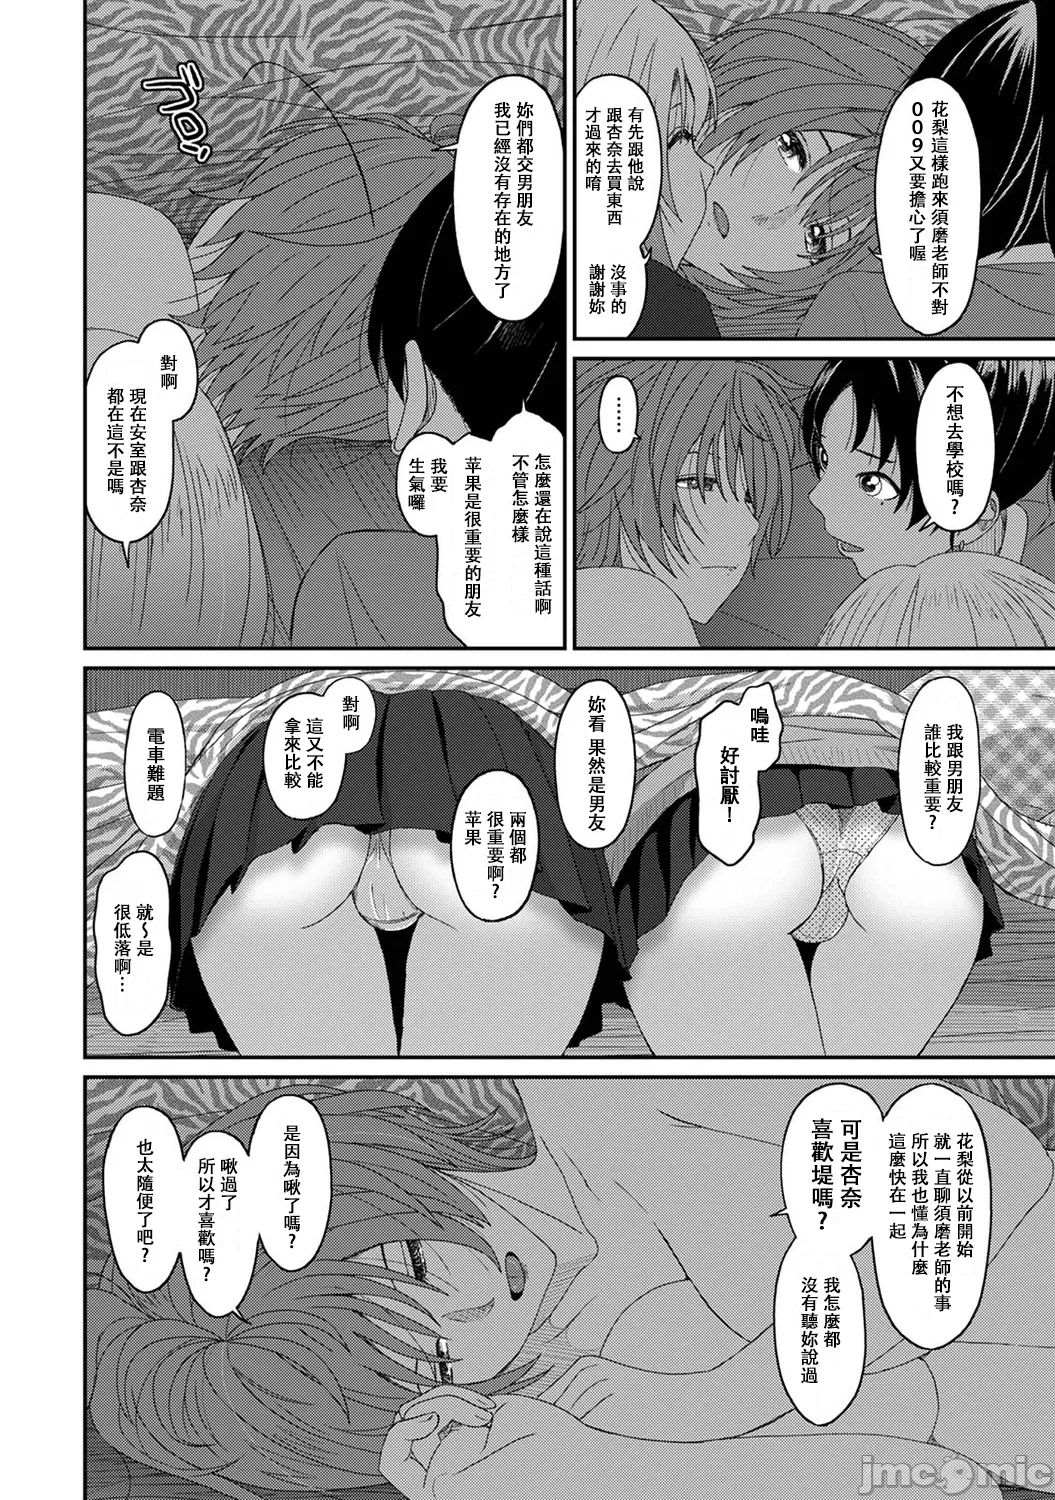 花梨這樣跑來須磨老師不對
009又要擔心了喔
有先跟他說
跟杏奈去買東西
才過來的唷
沒事的
謝謝妳
妳們都交男朋友
我已經沒有存在的地方了
對啊
現在安室跟杏奈
都在這不是嗎
不想去學校嗎?
……
怎麼還在說這種話啊
不管怎麼樣
蘋果是很重要的朋友
我要
生氣囉
我跟男朋友
誰比較重要?
嗚哇
好討厭!
妳看 果然是男友
兩個都
很重要啊?
蘋果
對啊
這又不能
拿來比較
電車難題
就～是
很低落啊…
花梨從以前開始
就一直聊須磨老師的事
所以我也懂為什麼
這麼快在一起
可是杏奈
喜歡堤嗎?
我怎麼都
沒有聽妳說過
是因為啾了嗎?
啾過了
所以才喜歡嗎?
也太隨便了吧?
jmcomic